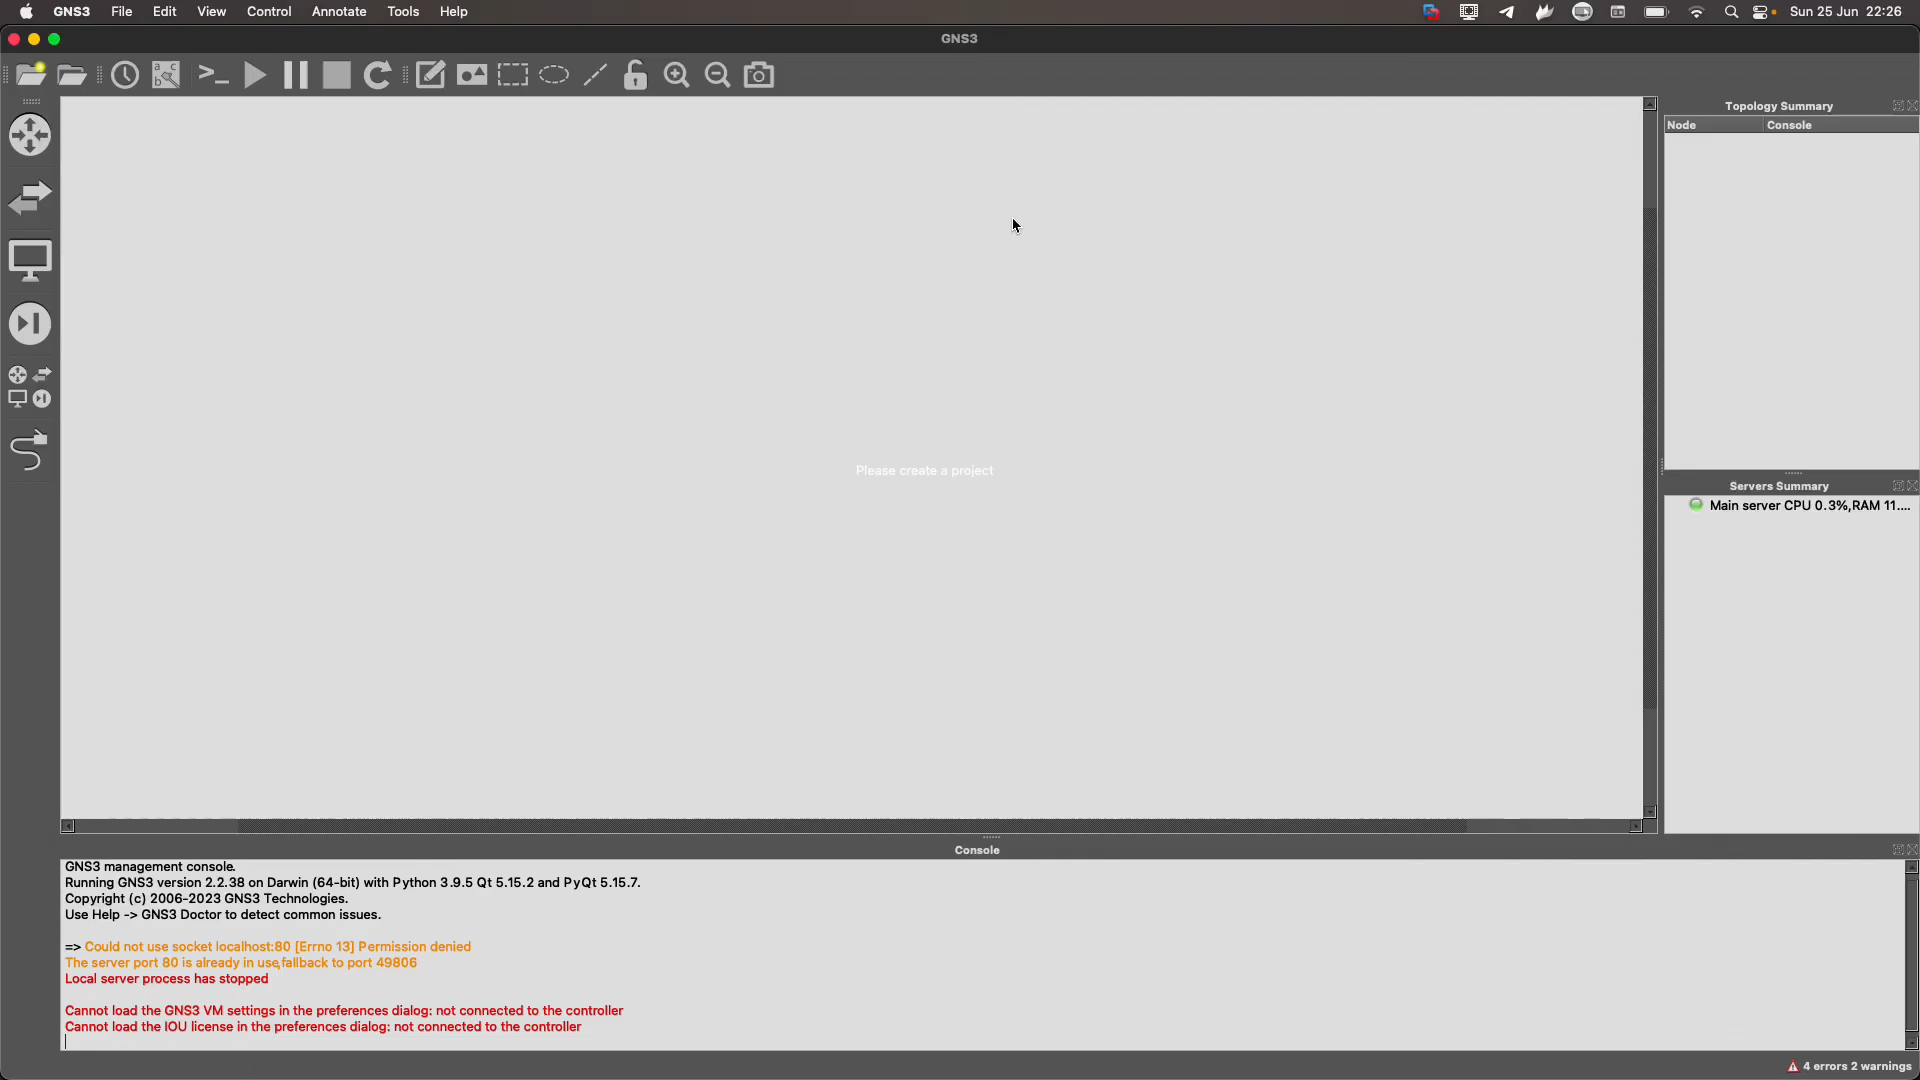 GNS3 File Edit View Control Annotate Tools Help Sun 25 Jun 22:26
GNS3
a c
b
Topology Summary
Node Console
Please create a project
Servers Summary
Main server CPU 0.3%,RAM 11....
Console
GNS3 management console.
Running GNS3 version 2.2.38 on Darwin (64-bit) with Python 3.9.5 Qt 5.15.2 and PyQt 5.15.7.
Copyright (c) 2006-2023 GNS3 Technologies.
Use Help -> GNS3 Doctor to detect common issues.
=> Could not use socket localhost:80 [Errno 13] Permission denied
The server port 80 is already in use,fallback to port 49806
Local server process has stopped
Cannot load the GNS3 VM settings in the preferences dialog: not connected to the controller
Cannot load the IOU license in the preferences dialog: not connected to the controller
4 errors 2 warnings